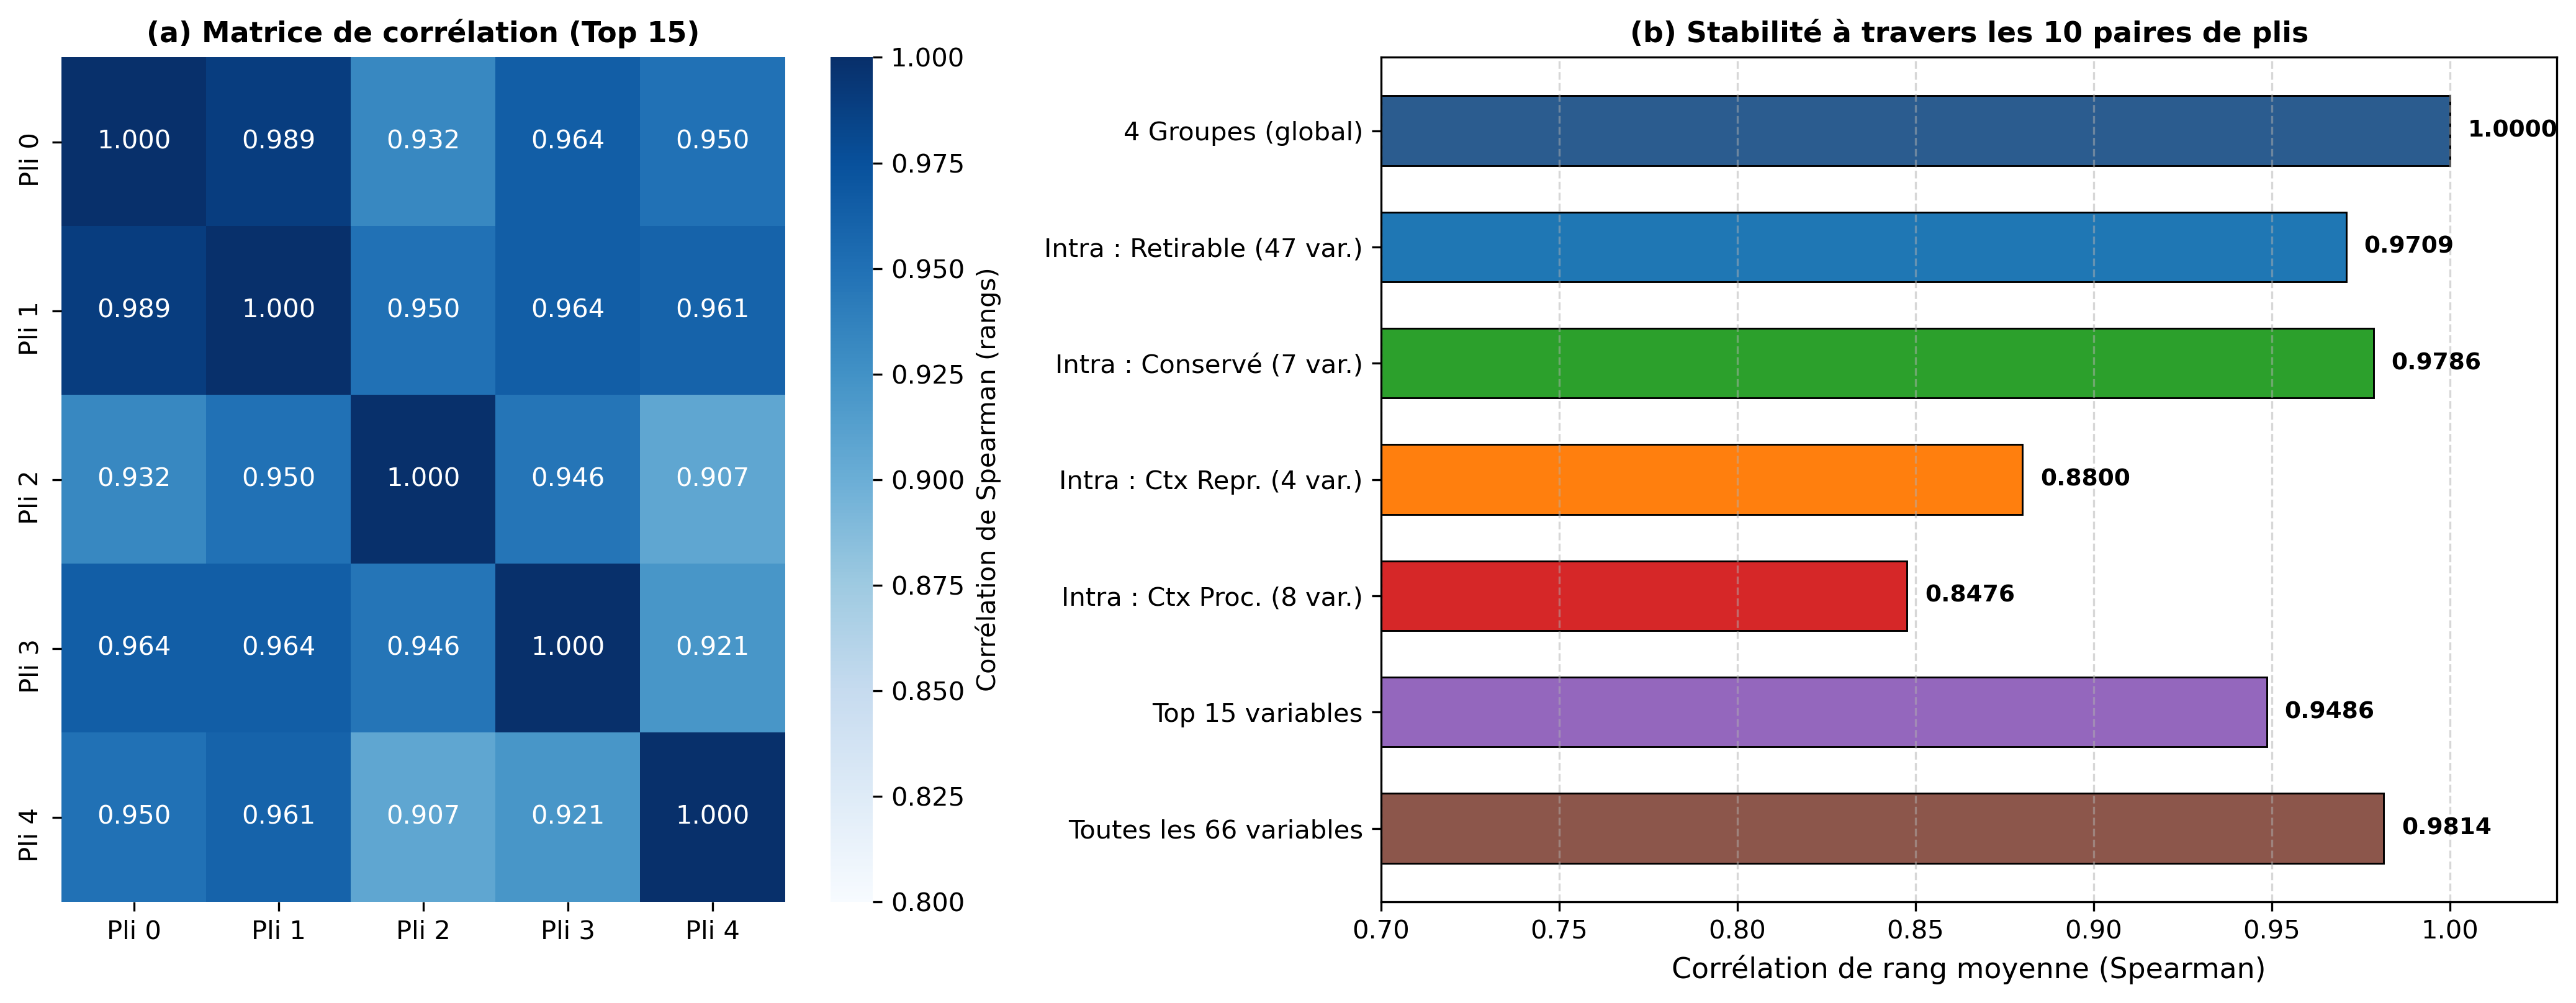 (a) Matrice de corrélation (Top 15)
Pli 0 1.000 0.989 0.932 0.964 0.950
Pli 1 0.989 1.000 0.950 0.964 0.961
Pli 2 0.932 0.950 1.000 0.946 0.907
Pli 3 0.964 0.964 0.946 1.000 0.921
Pli 4 0.950 0.961 0.907 0.921 1.000
Pli 0 Pli 1 Pli 2 Pli 3 Pli 4
1.000
0.975
0.950
0.925
0.900
0.875
0.850
0.825
0.800
Corrélation de Spearman (rangs)
(b) Stabilité à travers les 10 paires de plis
4 Groupes (global) 1.0000
Intra : Retirable (47 var.) 0.9709
Intra : Conservé (7 var.) 0.9786
Intra : Ctx Repr. (4 var.) 0.8800
Intra : Ctx Proc. (8 var.) 0.8476
Top 15 variables 0.9486
Toutes les 66 variables 0.9814
0.70 0.75 0.80 0.85 0.90 0.95 1.00
Corrélation de rang moyenne (Spearman)